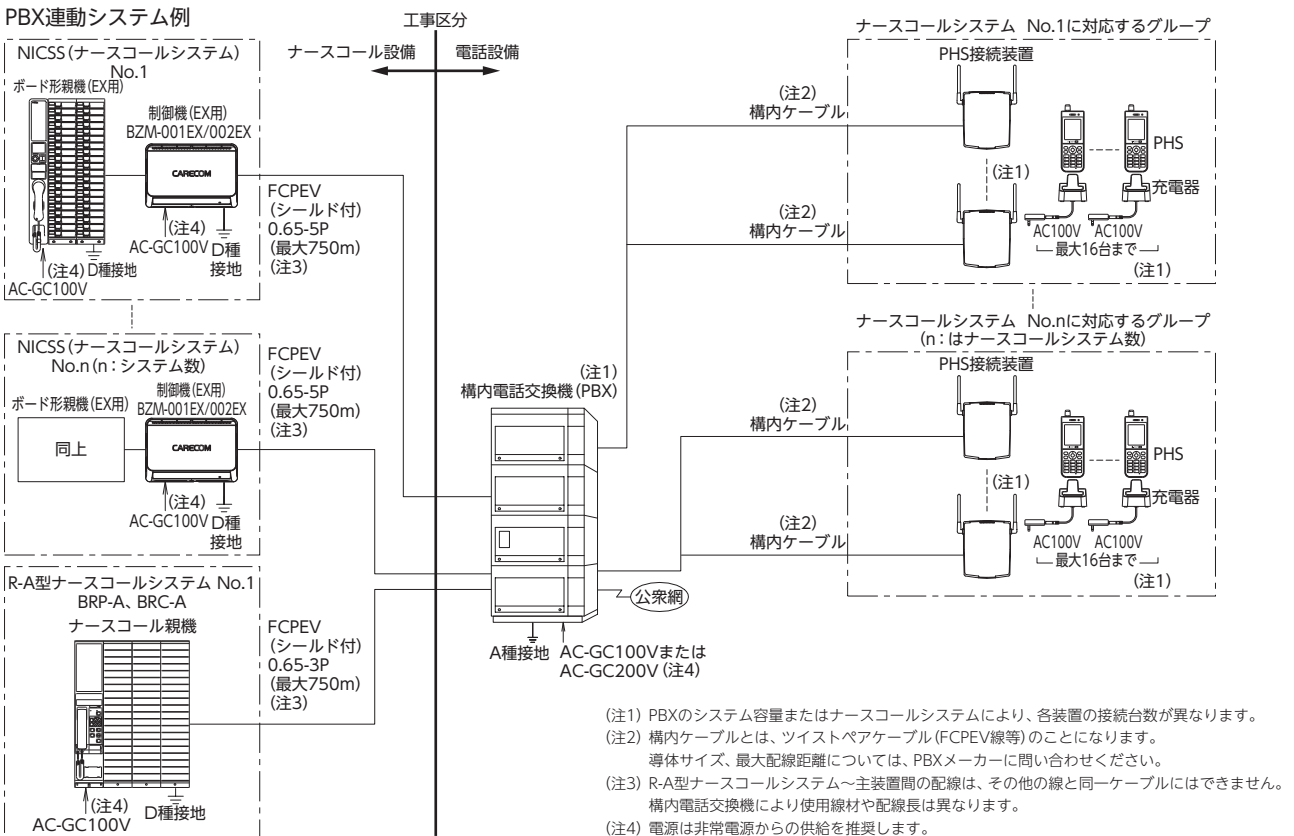 PBX連動システム例
工事区分
ナースコール設備
電話設備
NICSS(ナースコールシステム)
No.1
ボード形親機(EX用)
制御機(EX用)
BZM-001EX/002EX
CARECOM
(注4)
AC-GC100V
D種
接地
(注4)
D種接地
AC-GC100V
FCPEV
(シールド付)
0.65-5P
(最大750m)
(注3)
NICSS(ナースコールシステム)
No.n(n:システム数)
ボード形親機(EX用)
制御機(EX用)
BZM-001EX/002EX
同上
CARECOM
(注4)
AC-GC100V
D種
接地
FCPEV
(シールド付)
0.65-5P
(最大750m)
(注3)
R-A型ナースコールシステム No.1
BRP-A、BRC-A
ナースコール親機
(注4)
AC-GC100V
D種接地
FCPEV
(シールド付)
0.65-3P
(最大750m)
(注3)
(注1)
構内電話交換機(PBX)
公衆網
A種接地
AC-GC100Vまたは
AC-GC200V(注4)
(注2)
構内ケーブル
(注2)
構内ケーブル
(注2)
構内ケーブル
(注2)
構内ケーブル
ナースコールシステム No.1に対応するグループ
PHS接続装置
(注1)
PHS
充電器
AC100V AC100V
最大16台まで
(注1)
ナースコールシステム No.nに対応するグループ
(n:はナースコールシステム数)
PHS接続装置
(注1)
PHS
充電器
AC100V AC100V
最大16台まで
(注1)
(注1) PBXのシステム容量またはナースコールシステムにより、各装置の接続台数が異なります。
(注2) 構内ケーブルとは、ツイストペアケーブル(FCPEV線等)のことになります。
導体サイズ、最大配線距離については、PBXメーカーに問い合わせください。
(注3) R-A型ナースコールシステム〜主装置間の配線は、その他の線と同一ケーブルにはできません。
構内電話交換機により使用線材や配線長は異なります。
(注4) 電源は非常電源からの供給を推奨します。